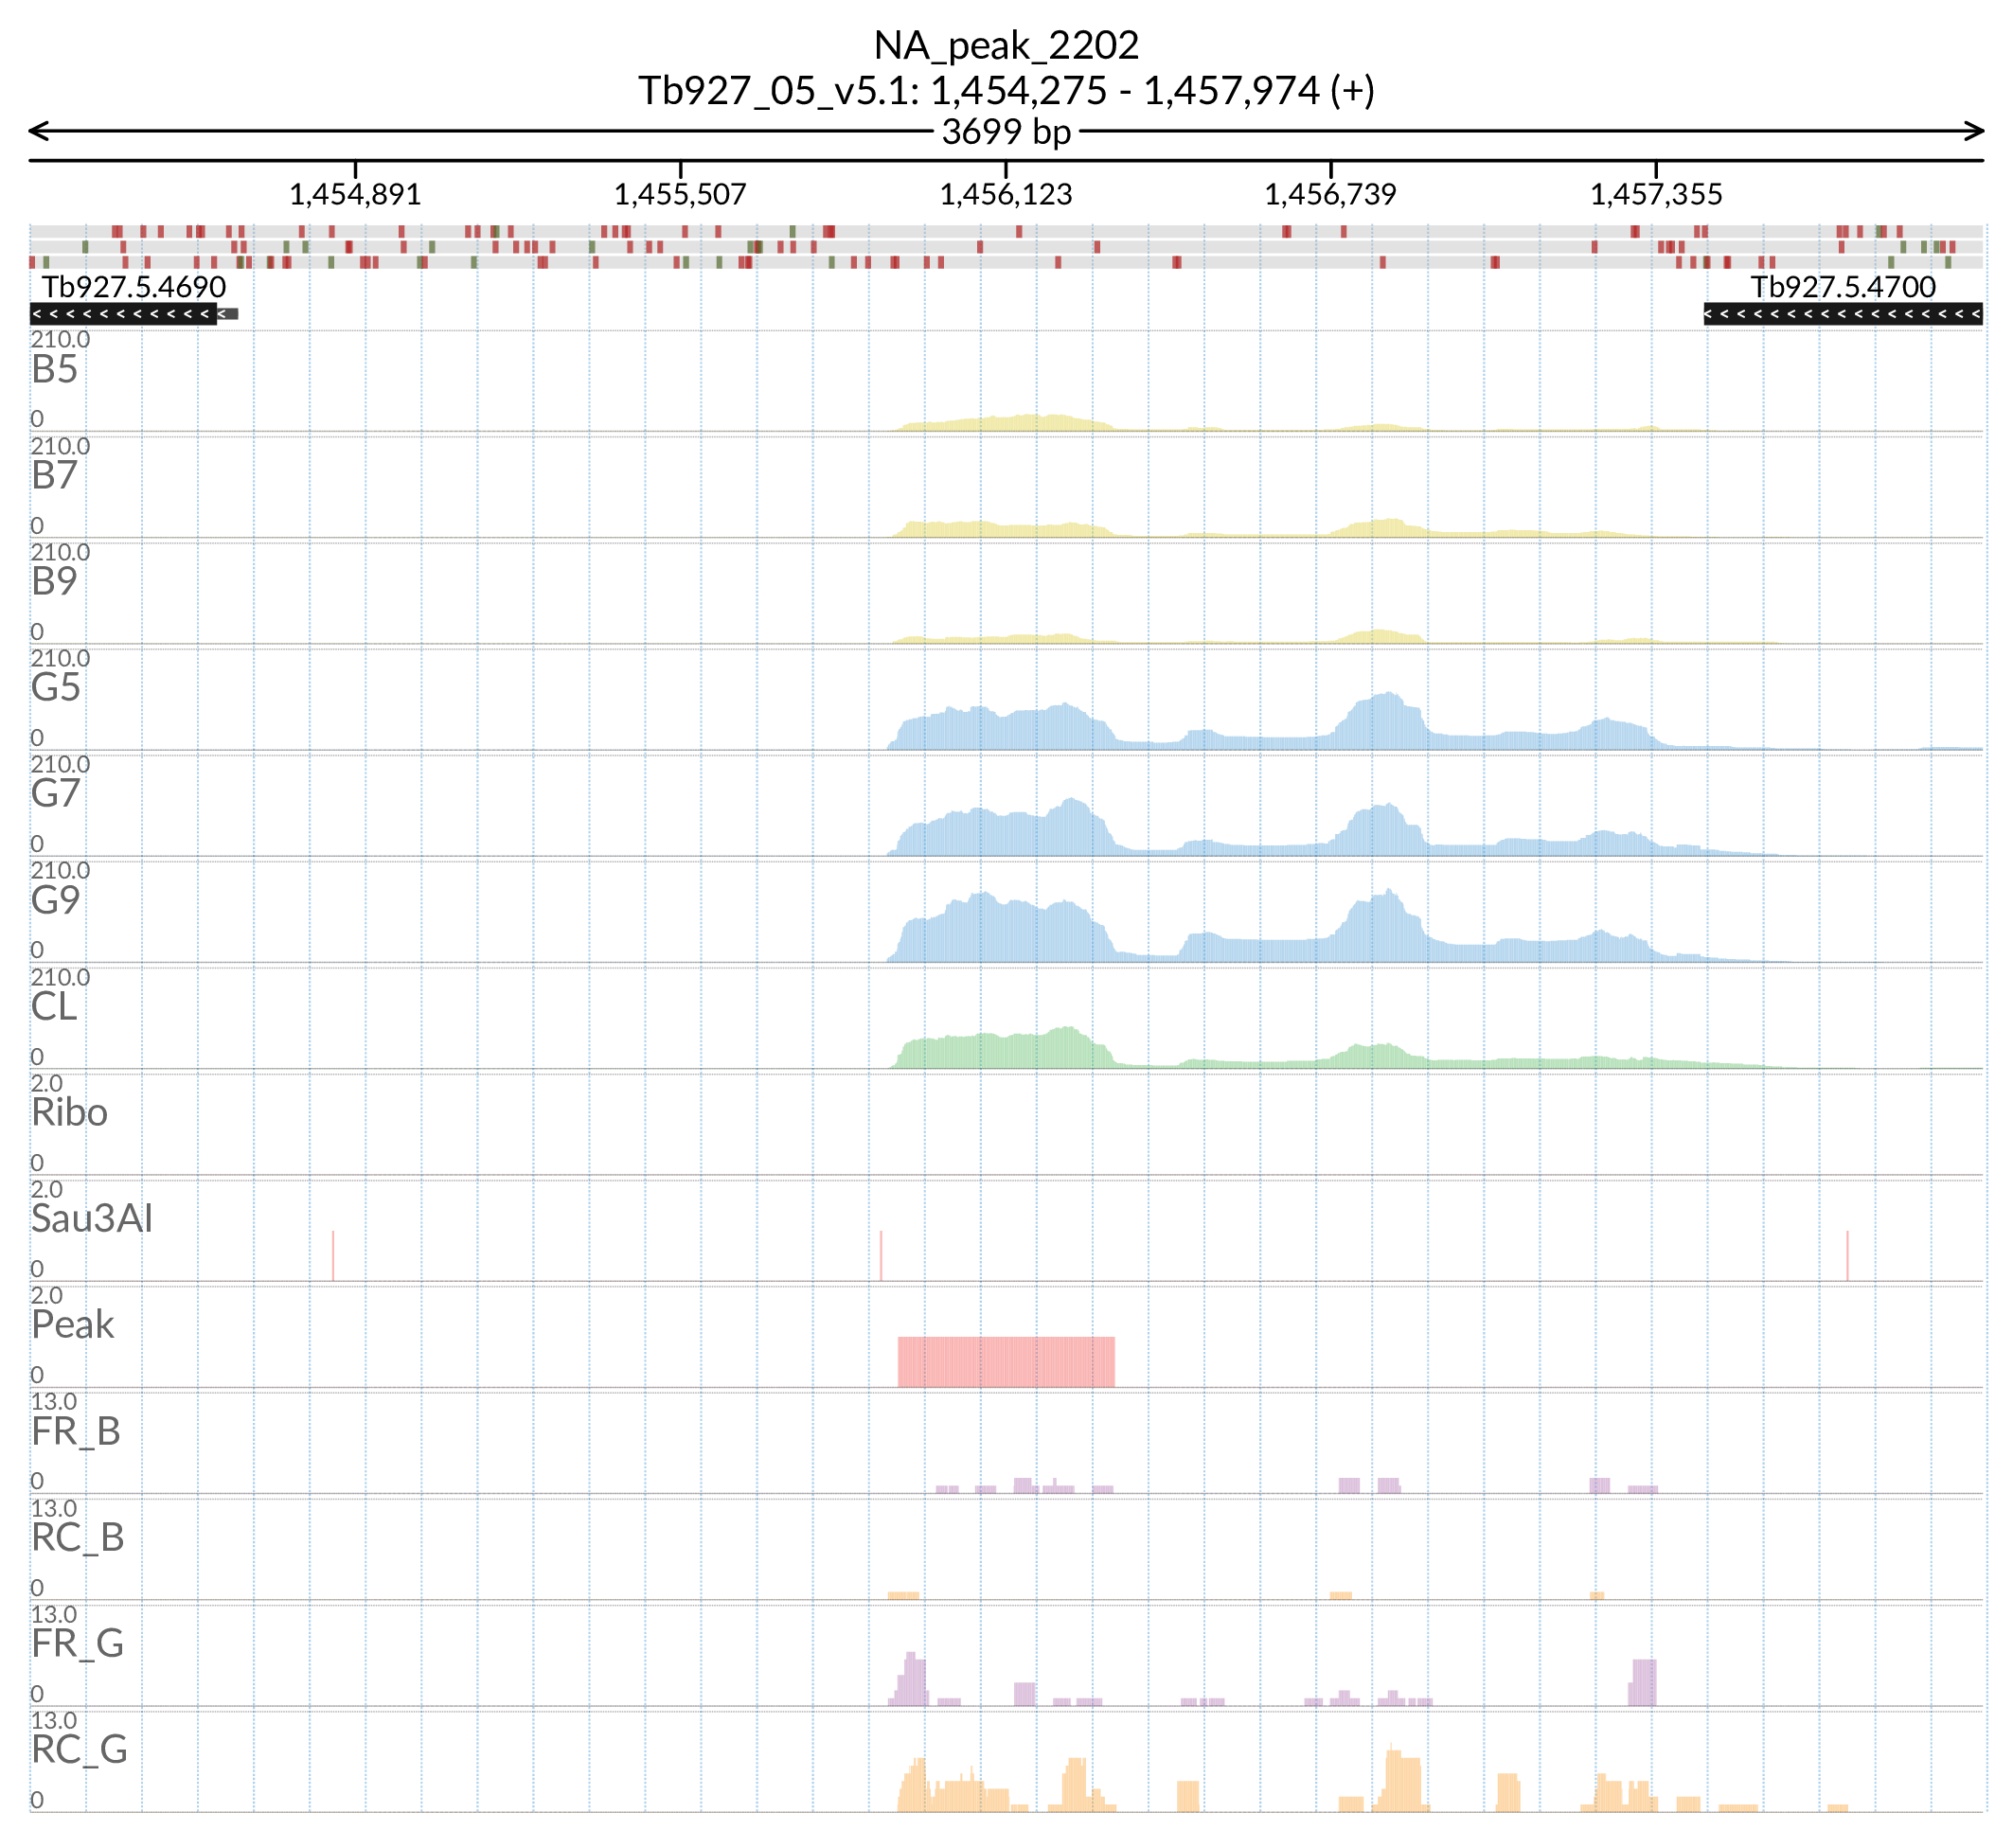 NA_peak_2202
Tb927_05_v5.1: 1,454,275 - 1,457,974 (+)
3699 bp
1,454,891 1,455,507 1,456,123 1,456,739 1,457,355
Tb927.5.4690 Tb927.5.4700
210.0
B5
0
210.0
B7
0
210.0
B9
0
210.0
G5
0
210.0
G7
0
210.0
G9
0
210.0
CL
0
2.0
Ribo
0
2.0
Sau3AI
0
2.0
Peak
0
13.0
FR_B
0
13.0
RC_B
0
13.0
FR_G
0
13.0
RC_G
0